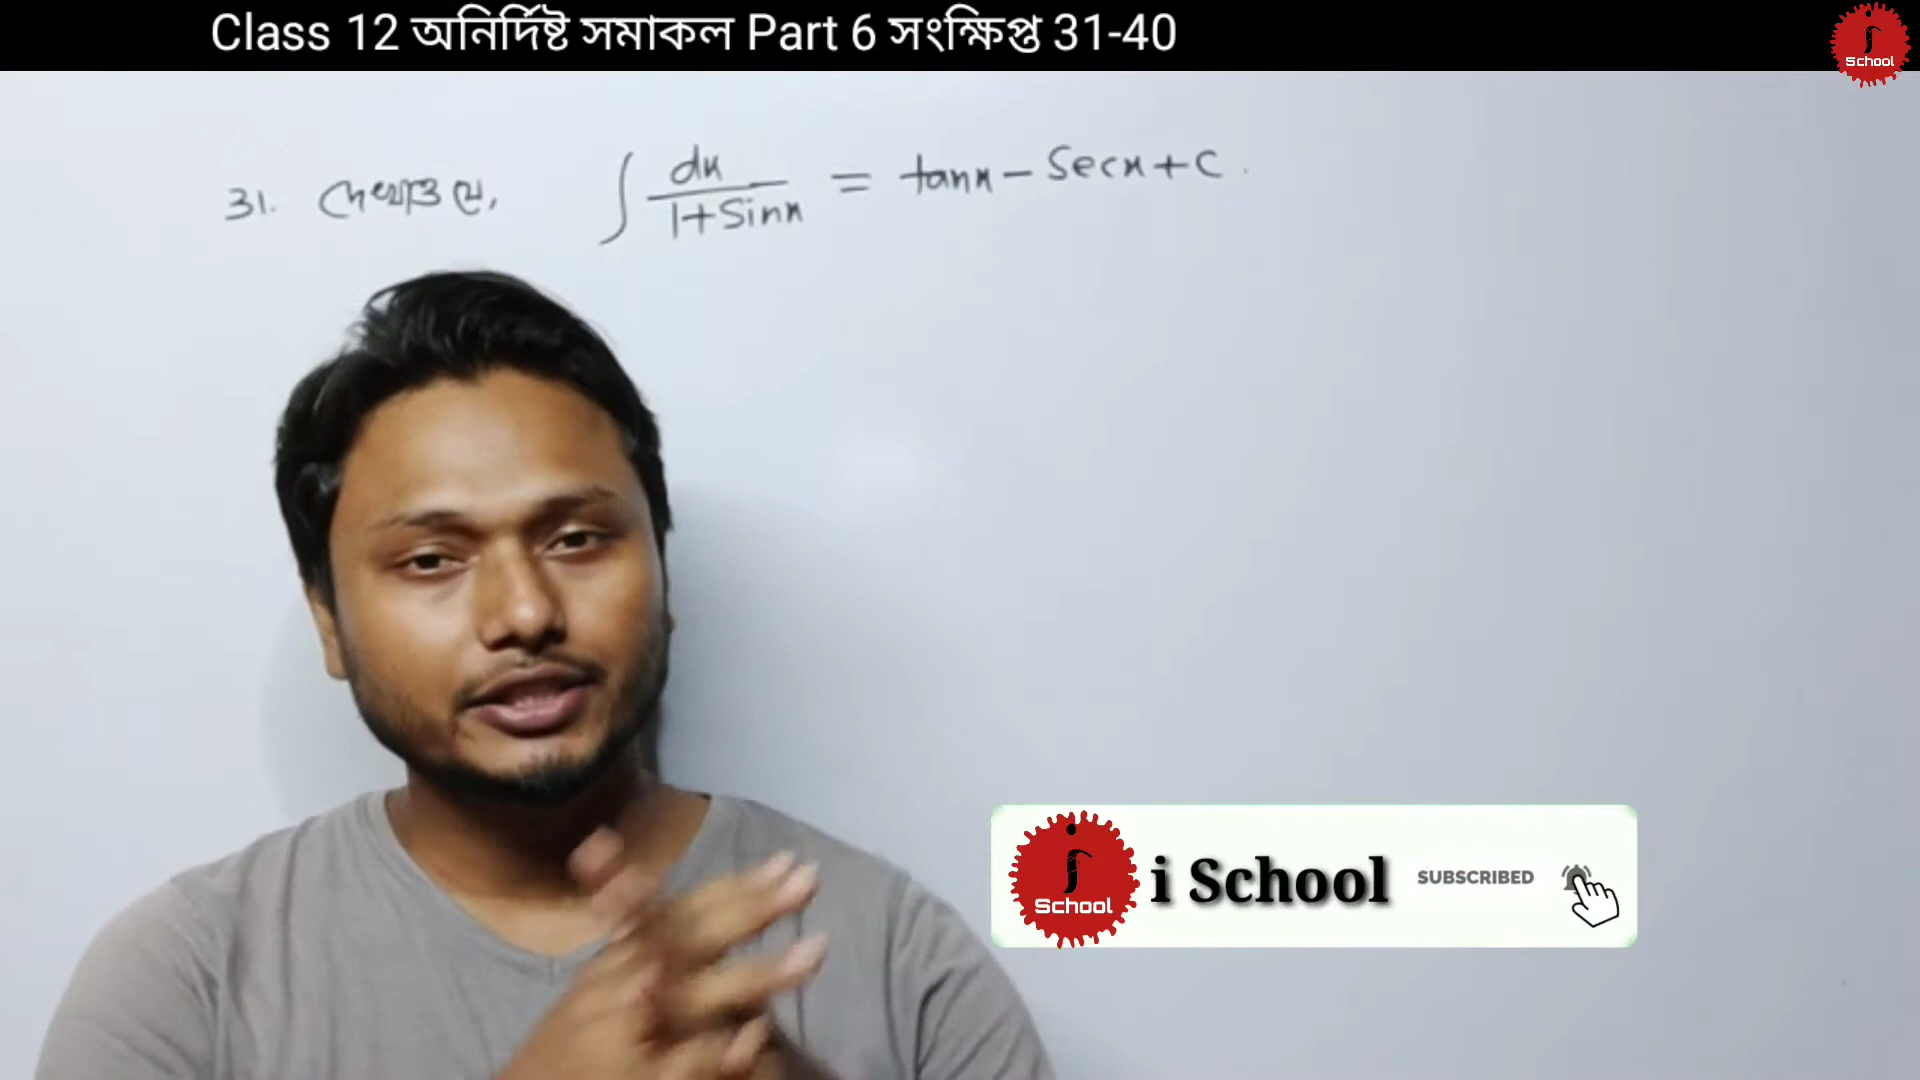 Class 12 অনির্দিষ্ট সমাকল Part 6 সংক্ষিপ্ত 31-40
i School
31. দেখাও যে, ∫ dx/(1+Sinx) = tanx - Secx + C.
i School
i School SUBSCRIBED